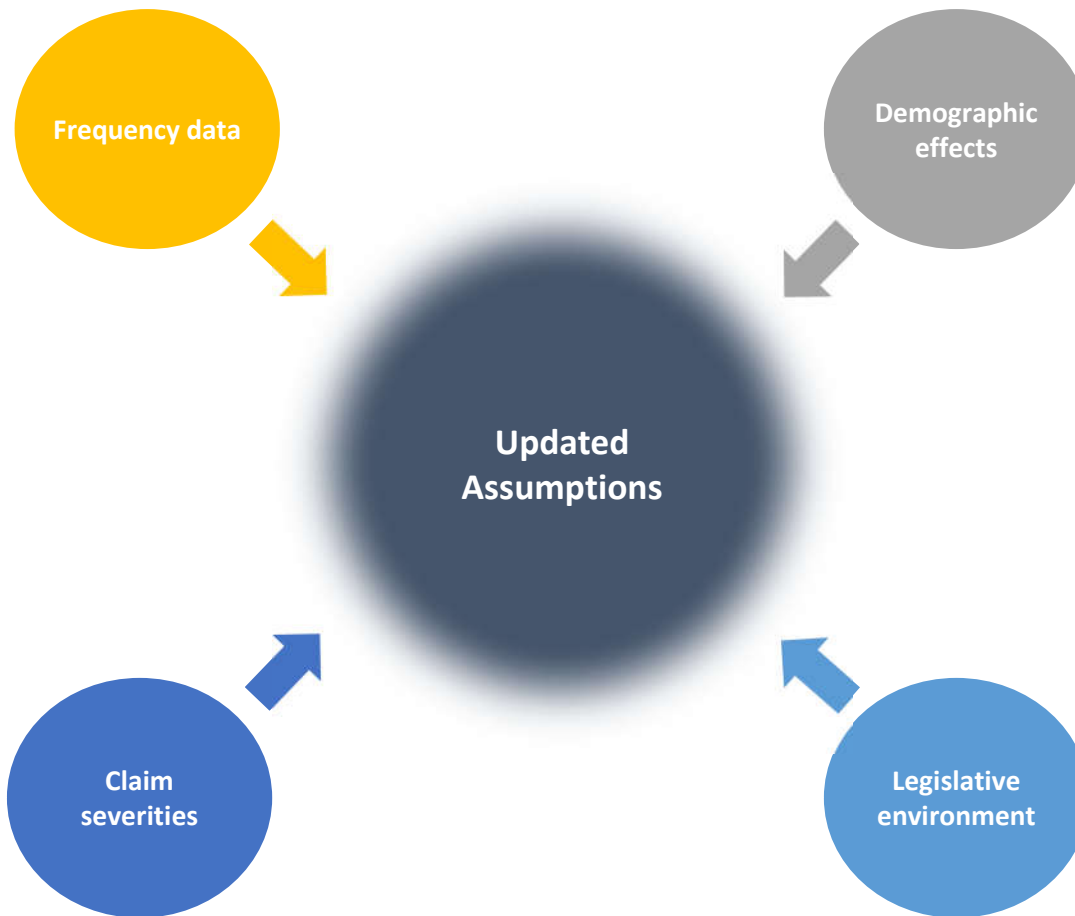 Frequency data
Demographic
effects
Updated
Assumptions
Claim
severities
Legislative
environment